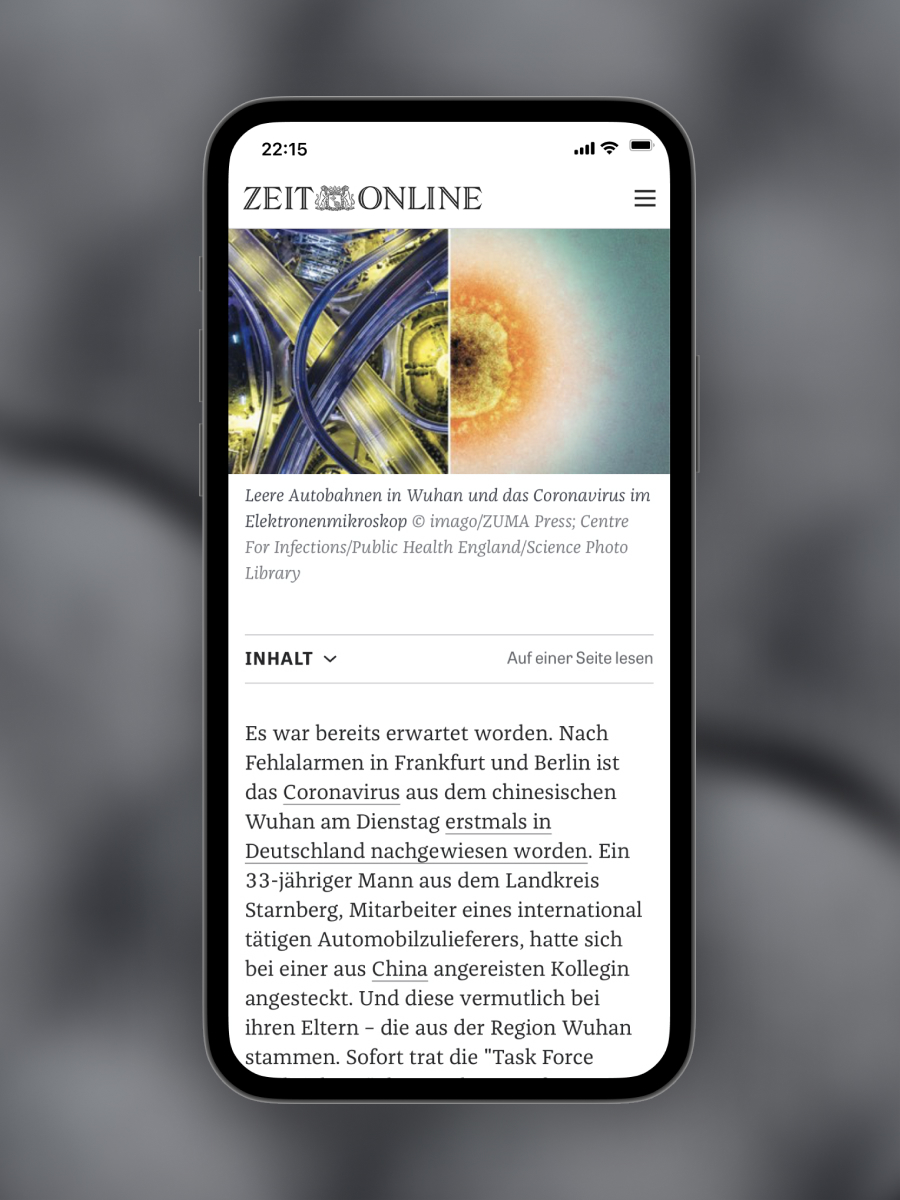 22:15
ZEIT ONLINE
Leere Autobahnen in Wuhan und das Coronavirus im
Elektronenmikroskop © imago/ZUMA Press; Centre
For Infections/Public Health England/Science Photo
Library
INHALT
Auf einer Seite lesen
Es war bereits erwartet worden. Nach
Fehlalarmen in Frankfurt und Berlin ist
das Coronavirus aus dem chinesischen
Wuhan am Dienstag erstmals in
Deutschland nachgewiesen worden. Ein
33-jähriger Mann aus dem Landkreis
Starnberg, Mitarbeiter eines international
tätigen Automobilzulieferers, hatte sich
bei einer aus China angereisten Kollegin
angesteckt. Und diese vermutlich bei
ihren Eltern – die aus der Region Wuhan
stammen. Sofort trat die "Task Force